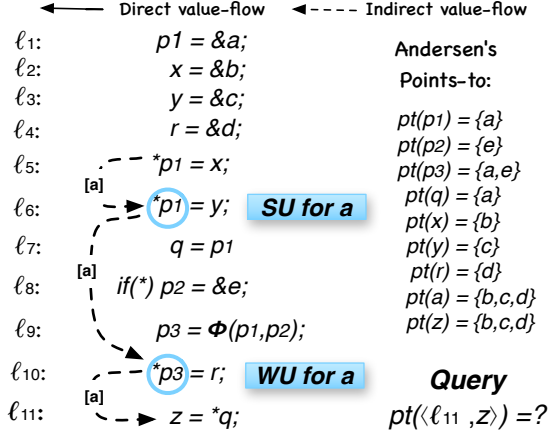 Direct value-flow Indirect value-flow
ℓ1: p1 = &a;
ℓ2: x = &b;
ℓ3: y = &c;
ℓ4: r = &d;
ℓ5: *p1 = x;
[a]
ℓ6: *p1 = y; SU for a
ℓ7: q = p1
[a]
ℓ8: if(*) p2 = &e;
ℓ9: p3 = Φ(p1,p2);
ℓ10: *p3 = r; WU for a
[a]
ℓ11: z = *q;
Andersen's
Points-to:
pt(p1) = {a}
pt(p2) = {e}
pt(p3) = {a,e}
pt(q) = {a}
pt(x) = {b}
pt(y) = {c}
pt(r) = {d}
pt(a) = {b,c,d}
pt(z) = {b,c,d}
Query
pt(⟨ℓ11 ,z⟩) =?